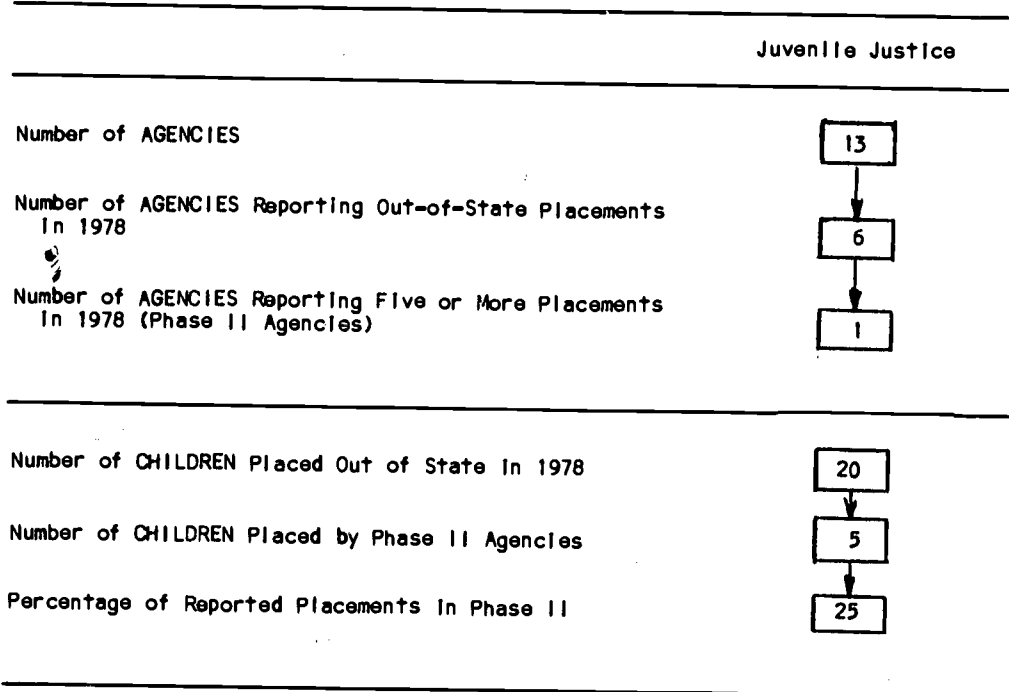 Juvenile Justice
Number of AGENCIES
13
Number of AGENCIES Reporting Out-of-State Placements
in 1978
6
Number of AGENCIES Reporting Five or More Placements
in 1978 (Phase II Agencies)
1
Number of CHILDREN Placed Out of State in 1978
20
Number of CHILDREN Placed by Phase II Agencies
5
Percentage of Reported Placements in Phase II
25